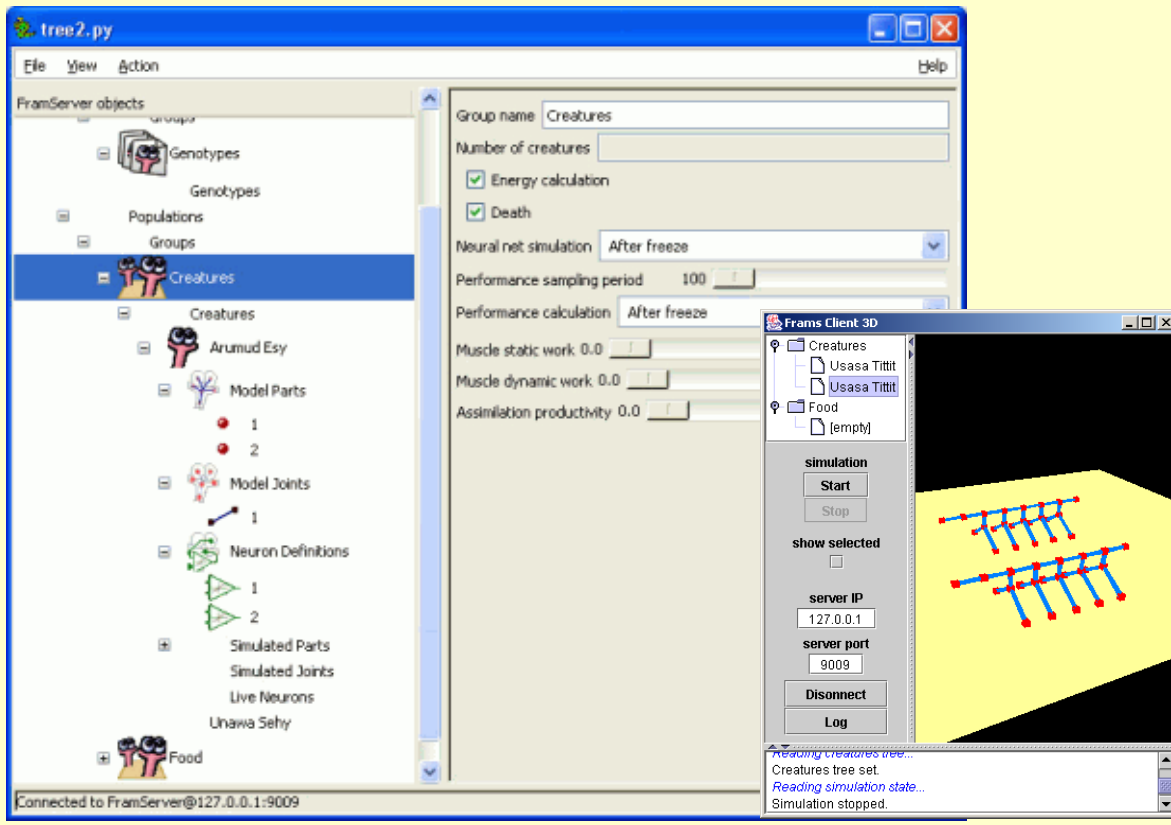 tree2.py
File View Action Help
FramServer objects
Groups
Genotypes
Genotypes
Populations
Groups
Creatures
Creatures
Arumud Esy
Model Parts
1
2
Model Joints
1
Neuron Definitions
1
2
Simulated Parts
Simulated Joints
Live Neurons
Unawa Sehy
Food
Connected to FramServer@127.0.0.1:9009
Group name Creatures
Number of creatures
Energy calculation
Death
Neural net simulation After freeze
Performance sampling period 100
Performance calculation After freeze
Muscle static work 0.0
Muscle dynamic work 0.0
Assimilation productivity 0.0
Frams Client 3D
Creatures
Usasa Tittit
Usasa Tittit
Food
[empty]
simulation
Start
Stop
show selected
server IP
127.0.0.1
server port
9009
Disonnect
Log
Reading creatures tree...
Creatures tree set.
Reading simulation state...
Simulation stopped.